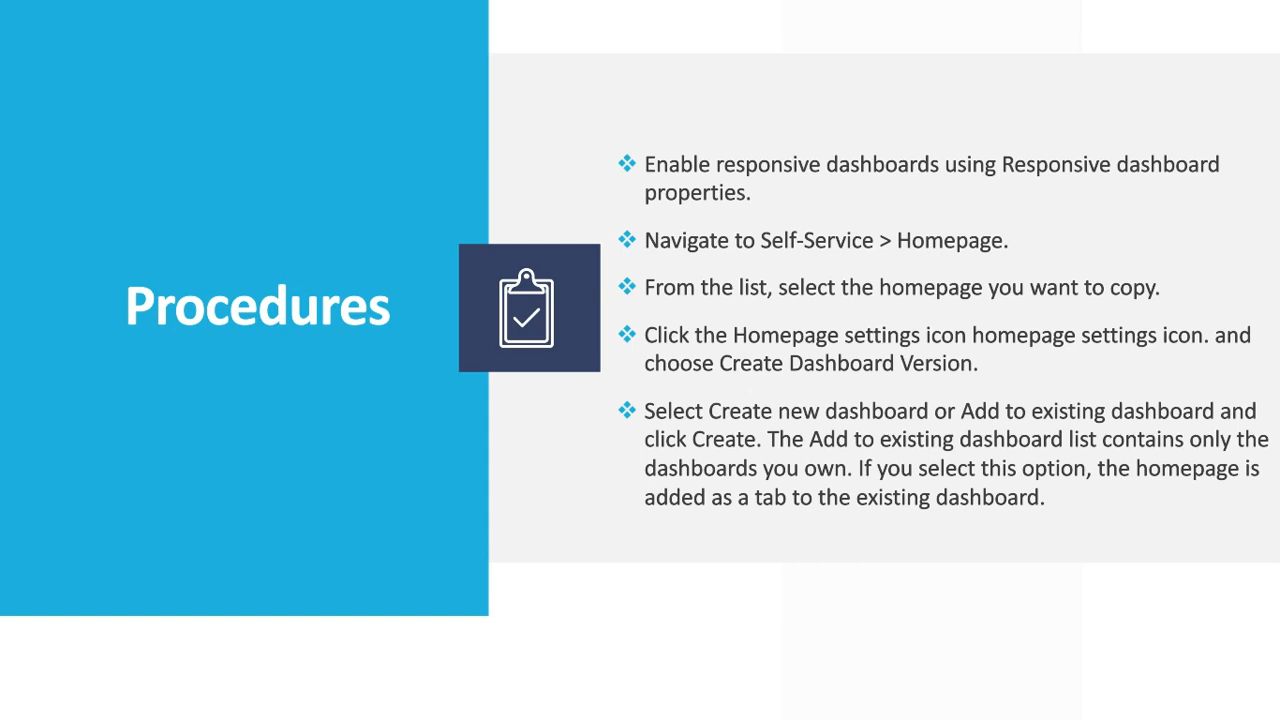 Procedures
Enable responsive dashboards using Responsive dashboard
properties.
Navigate to Self-Service > Homepage.
From the list, select the homepage you want to copy.
Click the Homepage settings icon homepage settings icon. and
choose Create Dashboard Version.
Select Create new dashboard or Add to existing dashboard and
click Create. The Add to existing dashboard list contains only the
dashboards you own. If you select this option, the homepage is
added as a tab to the existing dashboard.